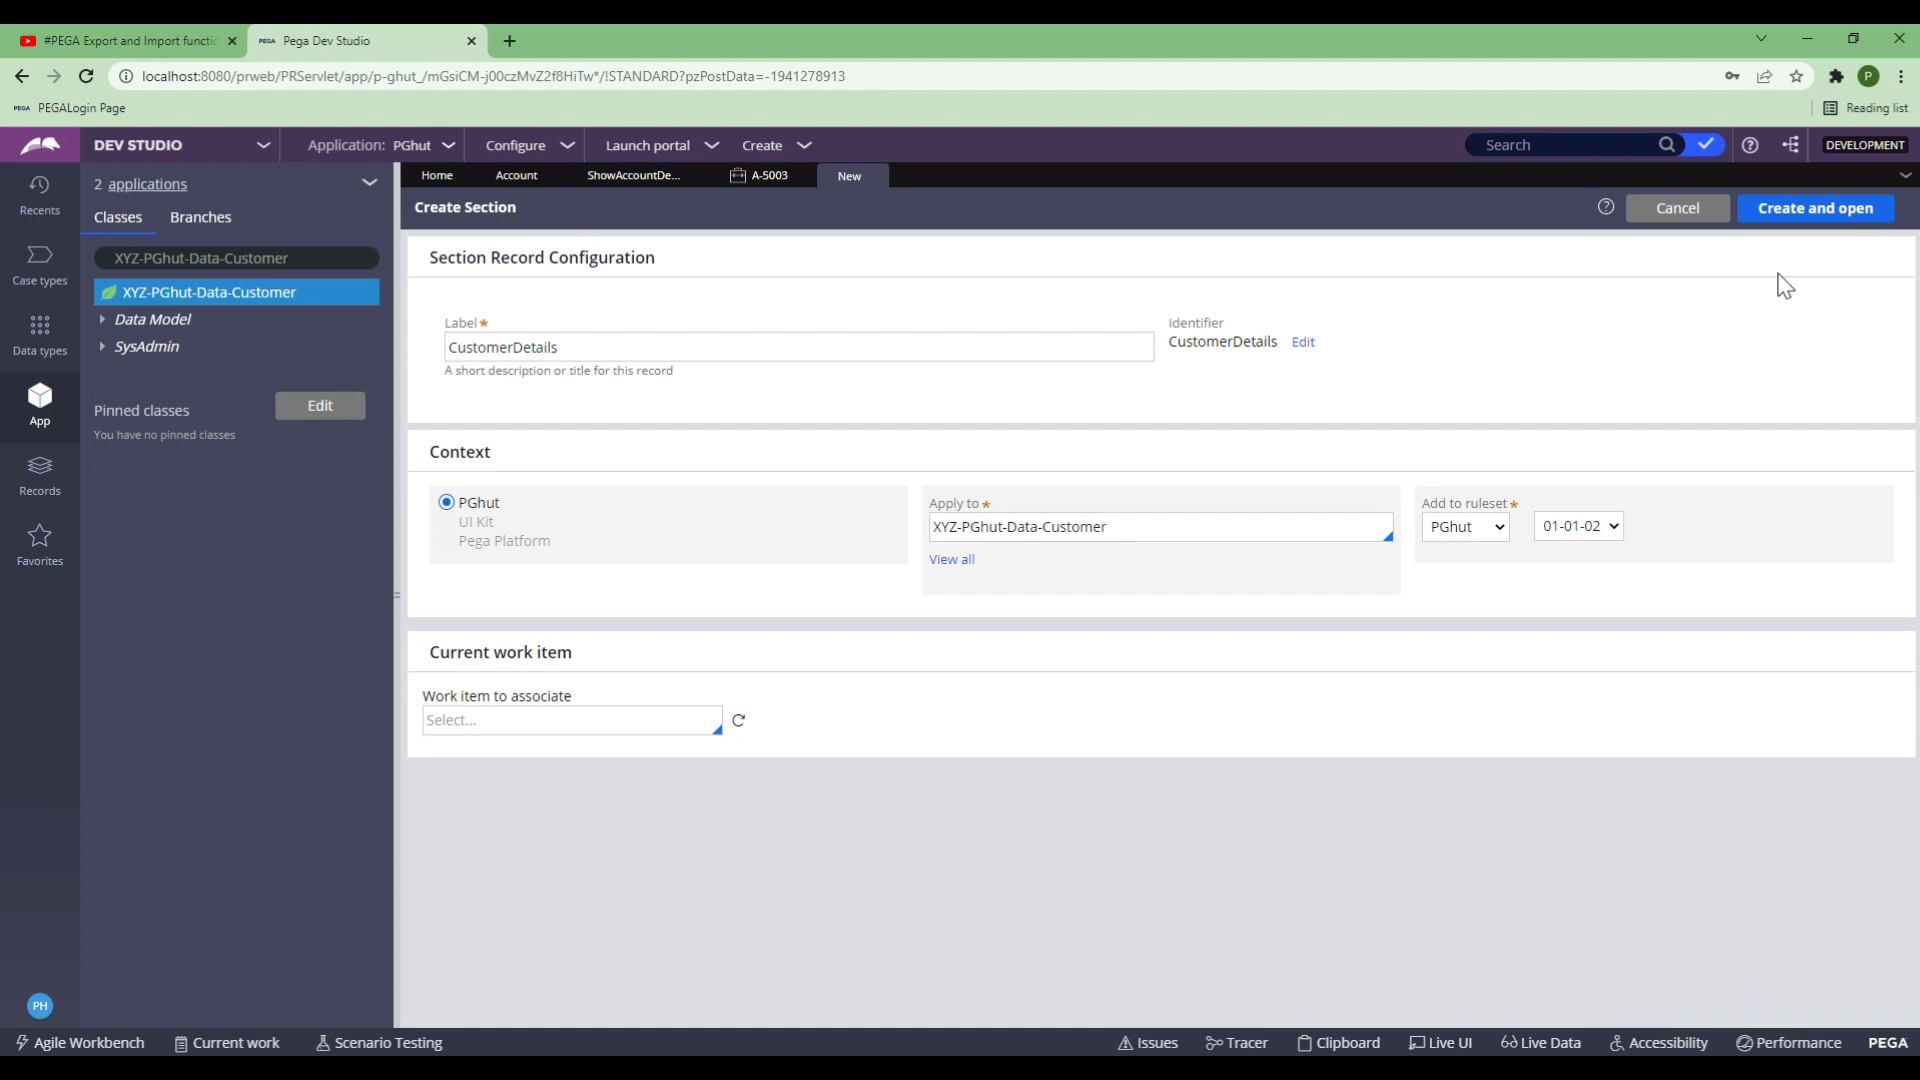 #PEGA Export and Import functic
PEGA Pega Dev Studio
localhost:8080/prweb/PRServlet/app/p-ghut_/mGsiCM-j00czMvZ2f8HiTw*/!STANDARD?pzPostData=-1941278913
P
PEGA PEGALogin Page
Reading list
DEV STUDIO
Application: PGhut
Configure
Launch portal
Create
Search
DEVELOPMENT
Recents
Case types
Data types
App
Records
Favorites
PH
2 applications
Classes
Branches
XYZ-PGhut-Data-Customer
XYZ-PGhut-Data-Customer
Data Model
SysAdmin
Pinned classes
Edit
You have no pinned classes
Home
Account
ShowAccountDe...
A-5003
New
Create Section
Cancel
Create and open
Section Record Configuration
Label★
CustomerDetails
A short description or title for this record
Identifier
CustomerDetails Edit
Context
PGhut
UI Kit
Pega Platform
Apply to ★
XYZ-PGhut-Data-Customer
View all
Add to ruleset★
PGhut
01-01-02
Current work item
Work item to associate
Select...
Agile Workbench
Current work
Scenario Testing
Issues
Tracer
Clipboard
Live UI
Live Data
Accessibility
Performance
PEGA